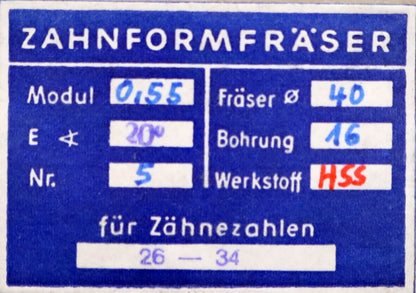 ZAHNFORMFRÄSER
Modul 0,55 Fräser Ø 40
E ∢ 20° Bohrung 16
Nr. 5 Werkstoff HSS
für Zähnezahlen
26 — 34